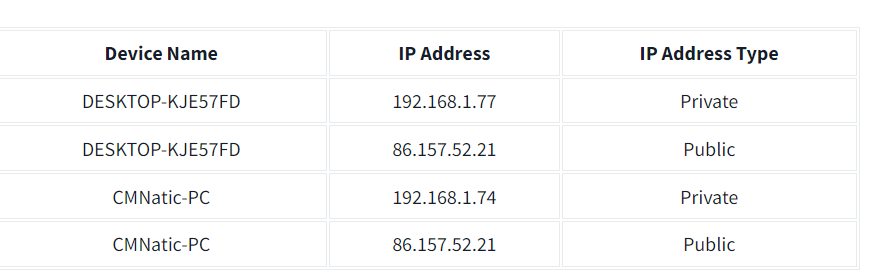 Device Name IP Address IP Address Type
DESKTOP-KJE57FD 192.168.1.77 Private
DESKTOP-KJE57FD 86.157.52.21 Public
CMNatic-PC 192.168.1.74 Private
CMNatic-PC 86.157.52.21 Public